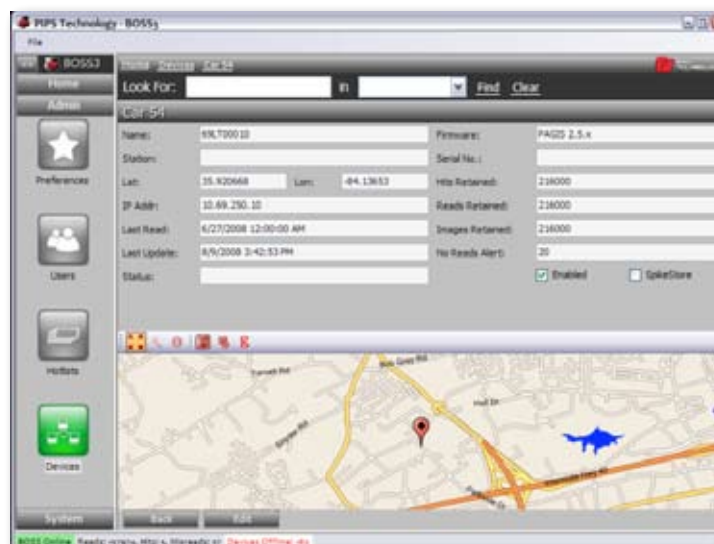 PIPS Technology - BOSS3
File
BOSS3
Home Devices Car 54
Home
Look For: in Find Clear
Admin
Car 54
Name: 69LT00010 Firmware: PAGIS 2.5.x
Station: Serial No.:
Lat: 35.920668 Lon: -84.13653 Hits Retained: 216000
IP Addr: 10.69.250.10 Reads Retained: 216000
Last Read: 6/27/2008 12:00:00 AM Images Retained: 216000
Last Update: 8/9/2008 3:42:53 PM No Reads Alert: 20
Status: Enabled SpikeStore
Preferences
Users
Hotlists
Devices
System
Back Edit
BOSS Online Reads: Hits: Misreads: Devices Offline: